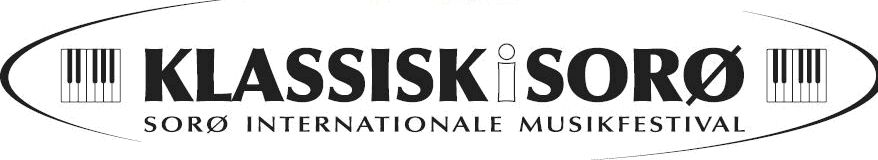 KLASSISK i SORØ
SORØ INTERNATIONALE MUSIKFESTIVAL